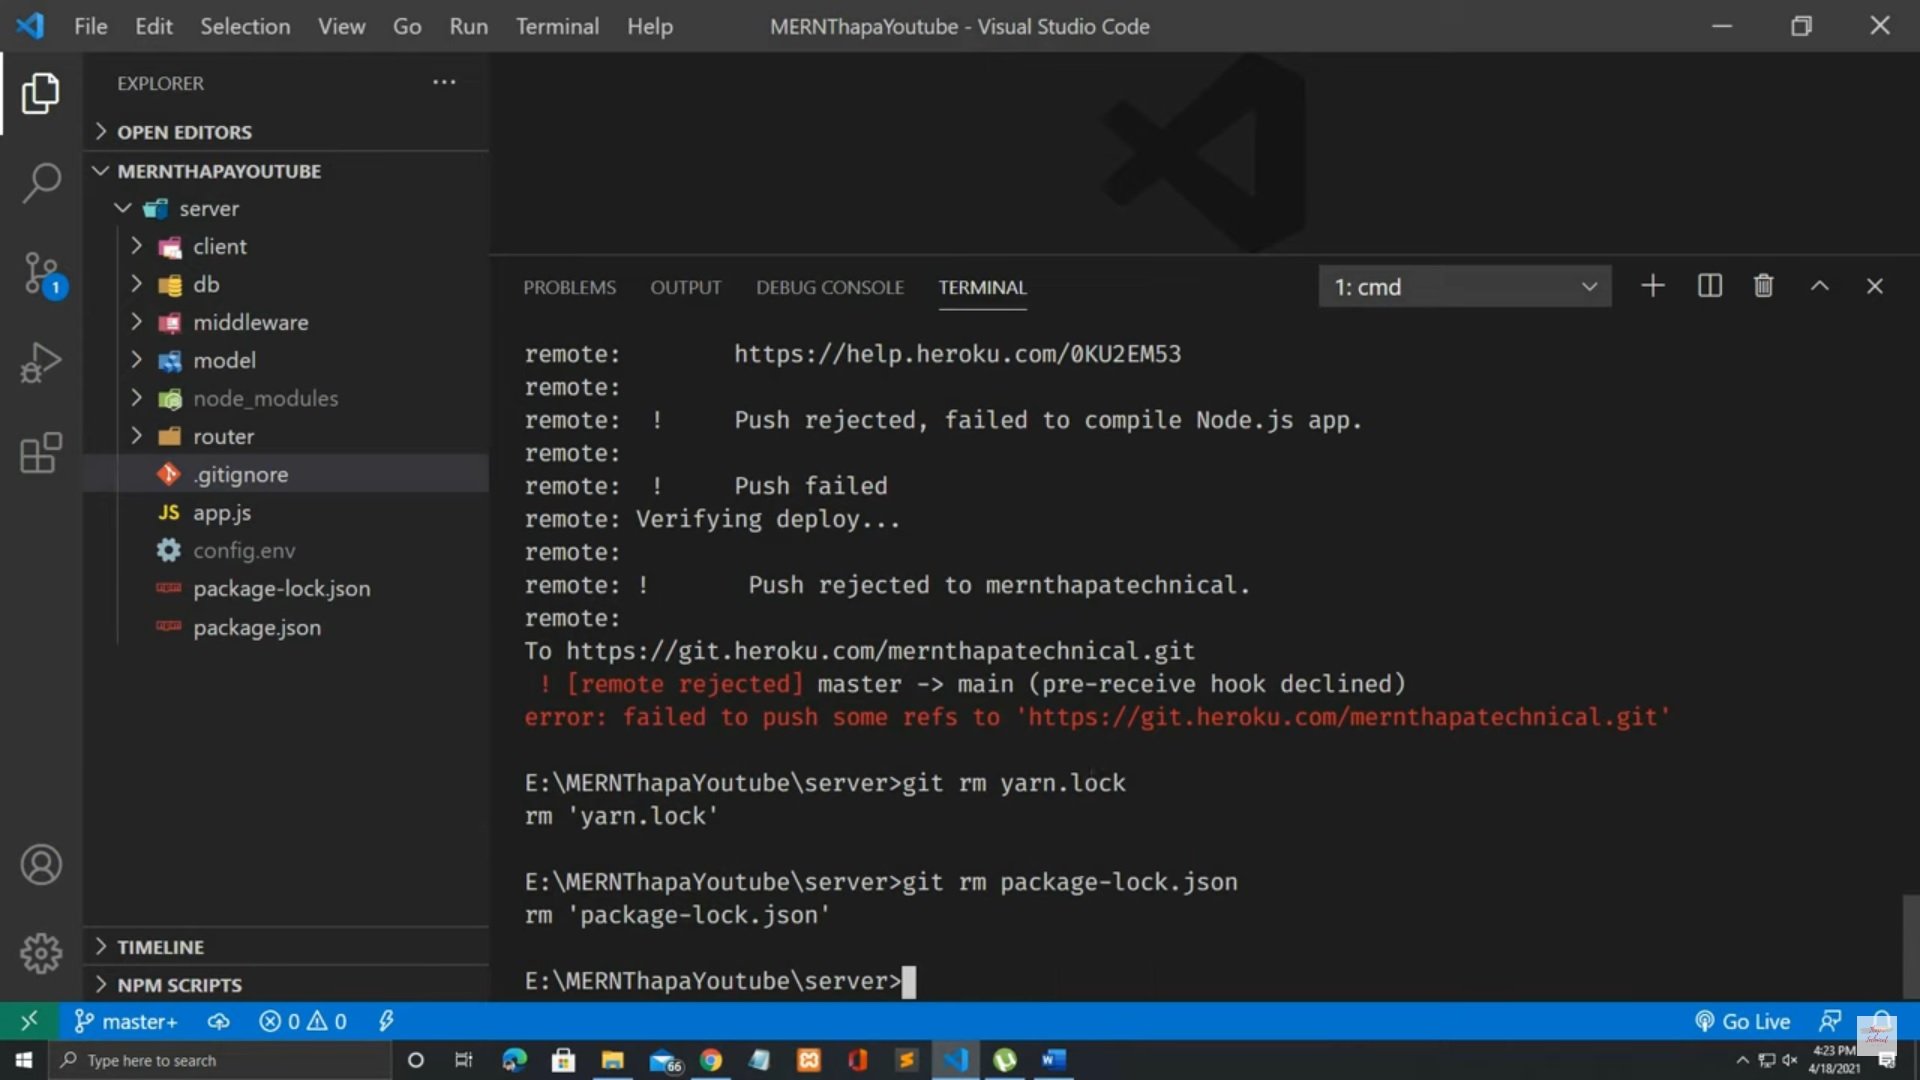 File Edit Selection View Go Run Terminal Help
MERNThapaYoutube - Visual Studio Code
EXPLORER
OPEN EDITORS
MERNTHAPAYOUTUBE
server
client
db
middleware
model
node_modules
router
.gitignore
JS app.js
config.env
package-lock.json
package.json
TIMELINE
NPM SCRIPTS
1
PROBLEMS OUTPUT DEBUG CONSOLE TERMINAL
1: cmd
remote: https://help.heroku.com/0KU2EM53
remote:
remote: ! Push rejected, failed to compile Node.js app.
remote:
remote: ! Push failed
remote: Verifying deploy...
remote:
remote: ! Push rejected to mernthapatechnical.
remote:
To https://git.heroku.com/mernthapatechnical.git
! [remote rejected] master -> main (pre-receive hook declined)
error: failed to push some refs to 'https://git.heroku.com/mernthapatechnical.git'
E:\MERNThapaYoutube\server>git rm yarn.lock
rm 'yarn.lock'
E:\MERNThapaYoutube\server>git rm package-lock.json
rm 'package-lock.json'
E:\MERNThapaYoutube\server>
master+ 0 0 Go Live
Type here to search
66
4:23 PM
4/18/2021